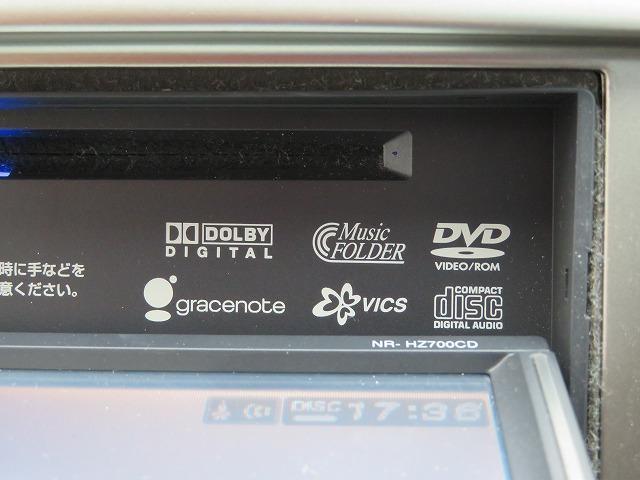 DOLBY
DIGITAL
Music
FOLDER
DVD
VIDEO/ROM
時に手などを
意ください。
gracenote
VICS
COMPACT
disc
DIGITAL AUDIO
NR- HZ700CD
DISC 17:36